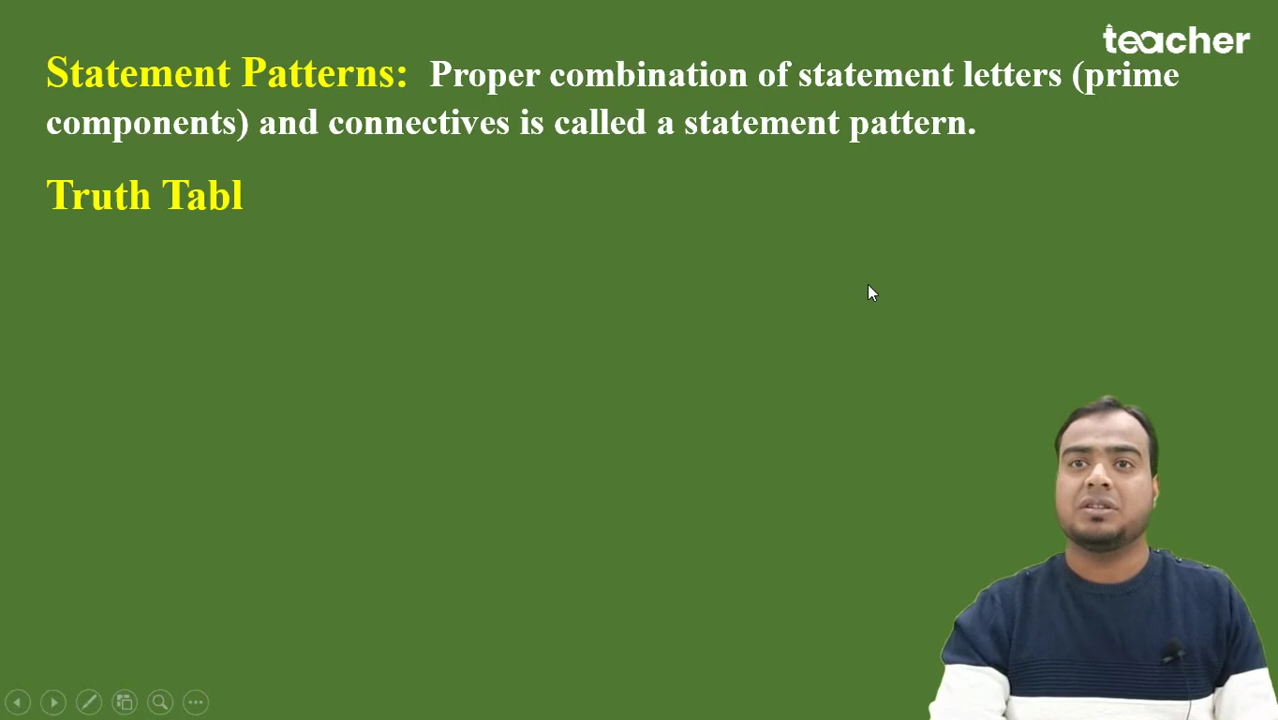 teacher
Statement Patterns: Proper combination of statement letters (prime
components) and connectives is called a statement pattern.
Truth Tabl